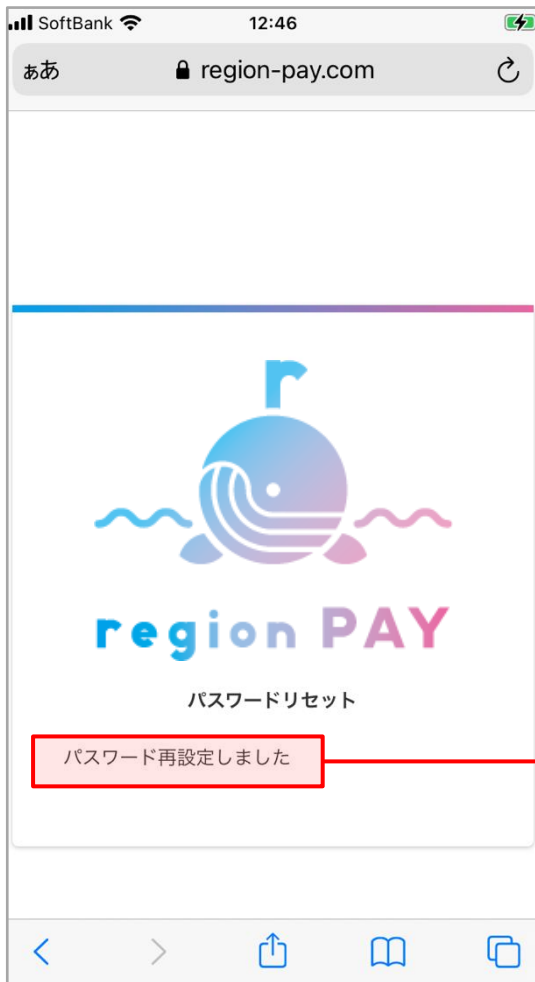 SoftBank 12:46
ぁあ region-pay.com
r
region PAY
パスワードリセット
パスワード再設定しました